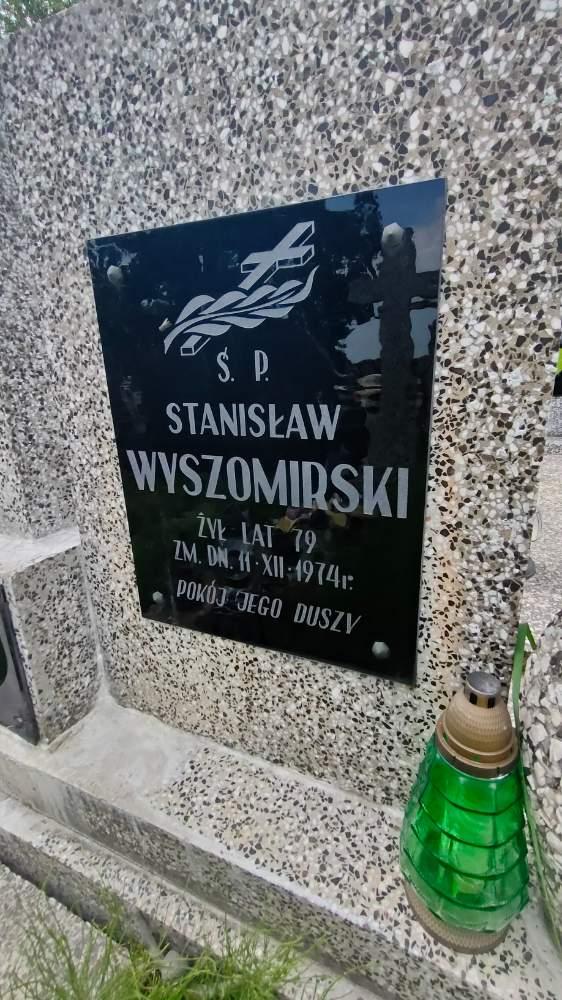 Ś. P.
STANISŁAW
WYSZOMIRSKI
ŻYŁ LAT 79
ZM. DN. 11·XII·1974r.
POKÓJ JEGO DUSZY